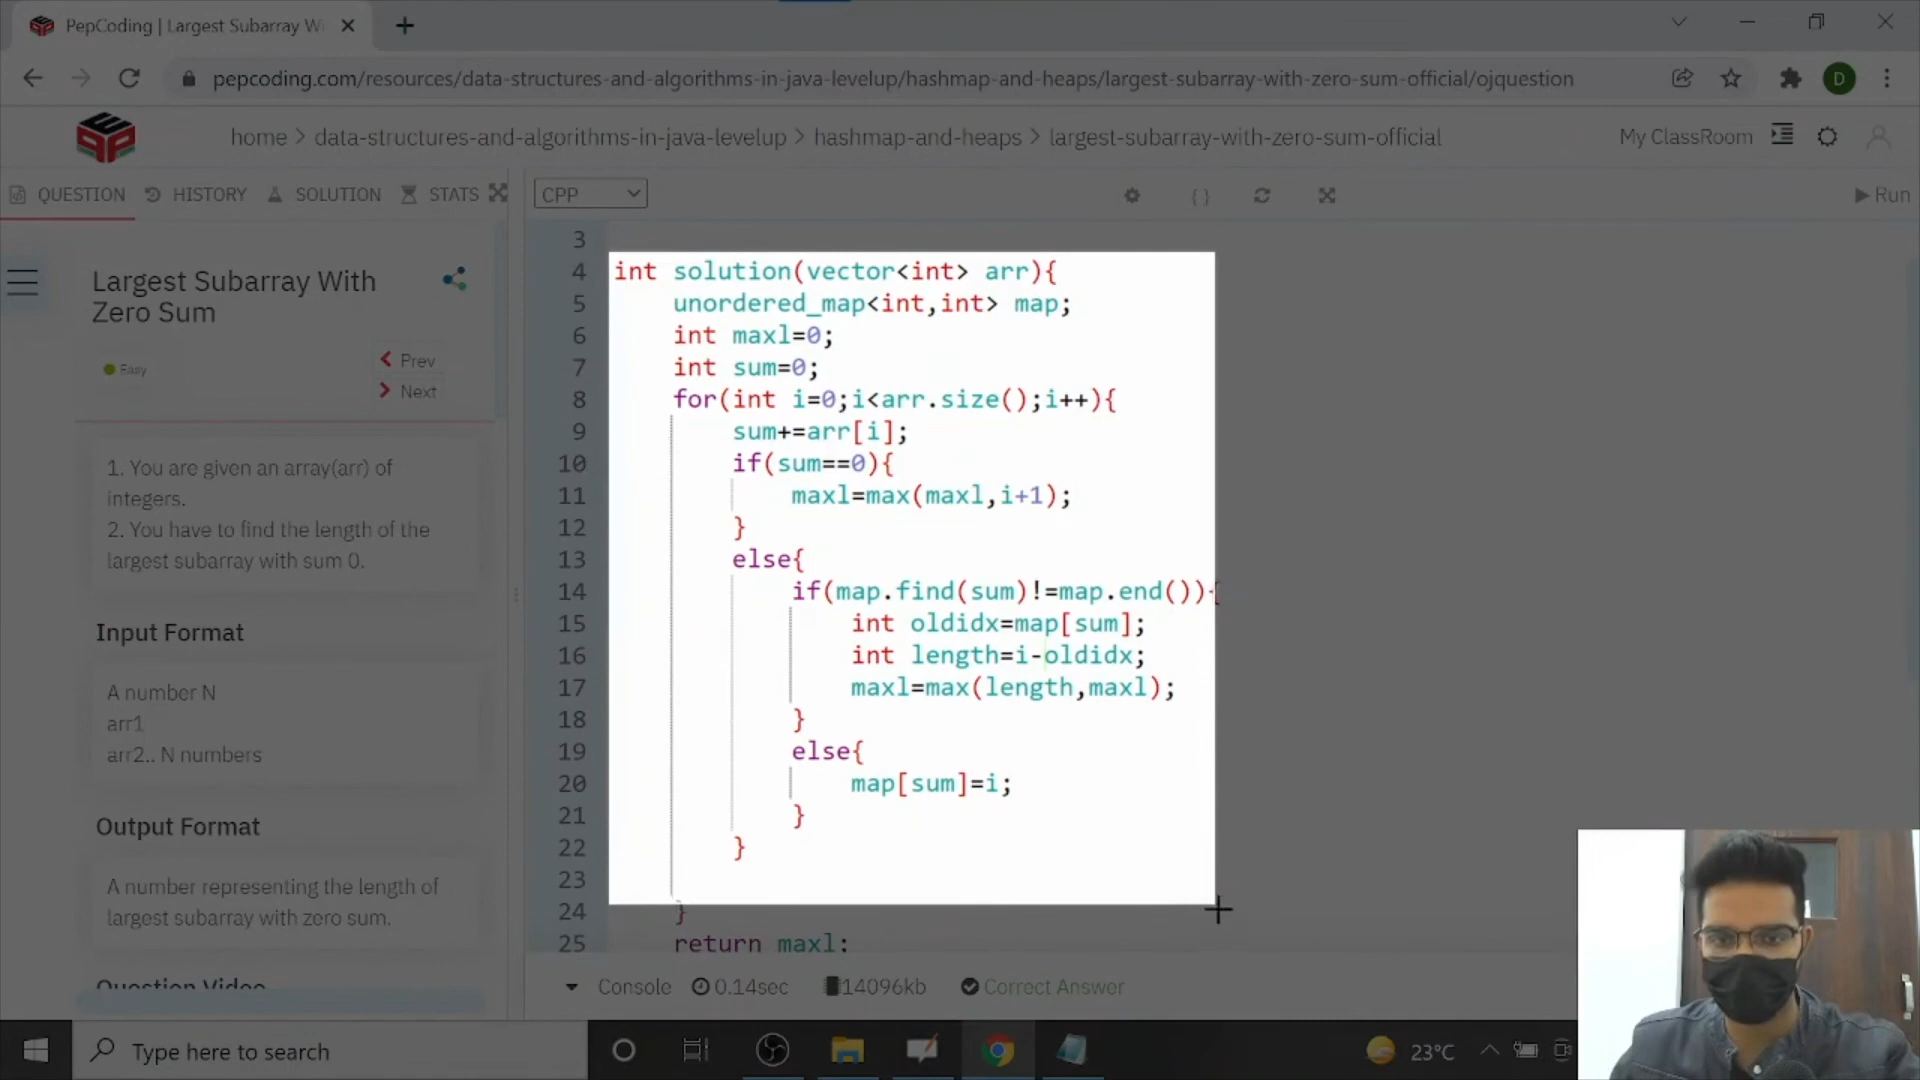 PepCoding | Largest Subarray Wi
pepcoding.com/resources/data-structures-and-algorithms-in-java-levelup/hashmap-and-heaps/largest-subarray-with-zero-sum-official/ojquestion
D
home > data-structures-and-algorithms-in-java-levelup > hashmap-and-heaps > largest-subarray-with-zero-sum-official
My ClassRoom
QUESTION HISTORY SOLUTION STATS
CPP
Run
Largest Subarray With
Zero Sum
Easy
Prev
Next
1. You are given an array(arr) of
integers.
2. You have to find the length of the
largest subarray with sum 0.
Input Format
A number N
arr1
arr2.. N numbers
Output Format
A number representing the length of
largest subarray with zero sum.
Question Video
3
4 int solution(vector<int> arr){
5 unordered_map<int,int> map;
6 int maxl=0;
7 int sum=0;
8 for(int i=0;i<arr.size();i++){
9 sum+=arr[i];
10 if(sum==0){
11 maxl=max(maxl,i+1);
12 }
13 else{
14 if(map.find(sum)!=map.end()){
15 int oldidx=map[sum];
16 int length=i-oldidx;
17 maxl=max(length,maxl);
18 }
19 else{
20 map[sum]=i;
21 }
22 }
23
24 }
25 return maxl;
Console 0.14sec 14096kb Correct Answer
Type here to search
23°C